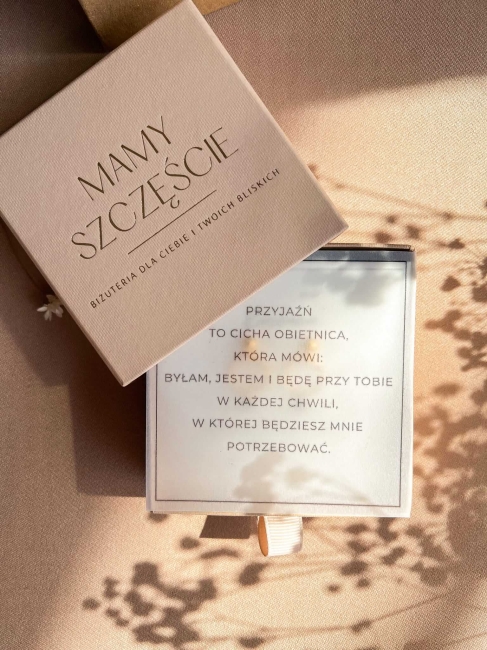 MAMY
SZCZĘŚCIE
BIŻUTERIA DLA CIEBIE I TWOICH BLISKICH
PRZYJAŹŃ
TO CICHA OBIETNICA,
KTÓRA MÓWI:
BYŁAM, JESTEM I BĘDĘ PRZY TOBIE
W KAŻDEJ CHWILI,
W KTÓREJ BĘDZIESZ MNIE
POTRZEBOWAĆ.